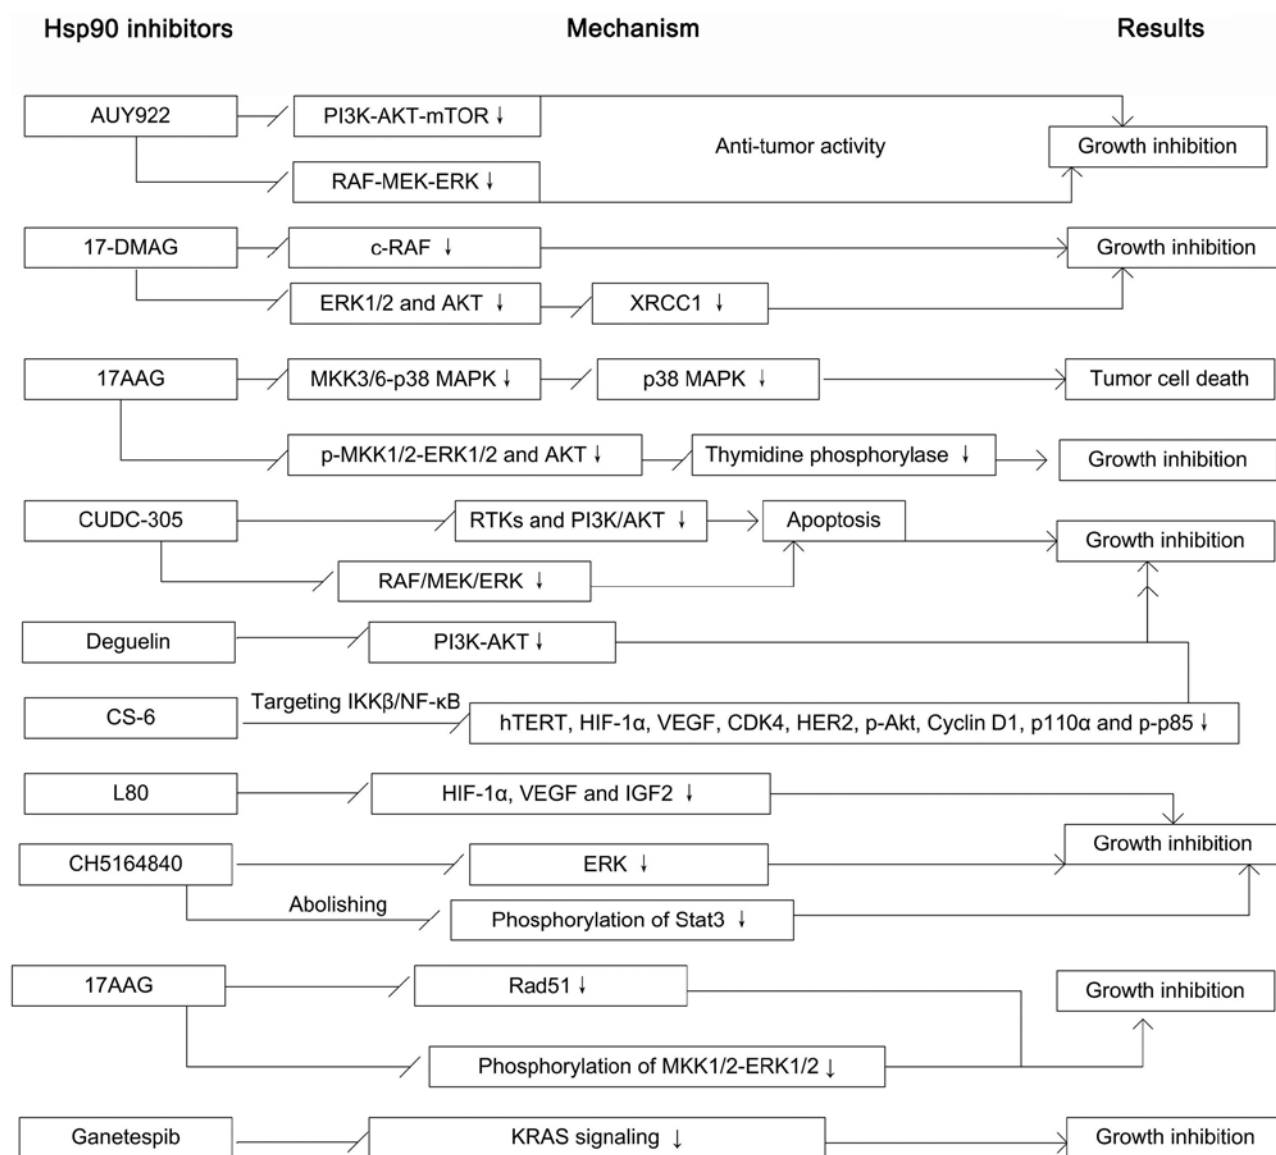 Hsp90 inhibitors Mechanism Results
AUY922 PI3K-AKT-mTOR ↓
Anti-tumor activity Growth inhibition
RAF-MEK-ERK ↓
17-DMAG c-RAF ↓ Growth inhibition
ERK1/2 and AKT ↓ XRCC1 ↓
17AAG MKK3/6-p38 MAPK ↓ p38 MAPK ↓ Tumor cell death
p-MKK1/2-ERK1/2 and AKT ↓ Thymidine phosphorylase ↓ Growth inhibition
CUDC-305 RTKs and PI3K/AKT ↓ Apoptosis
Growth inhibition
RAF/MEK/ERK ↓
Deguelin PI3K-AKT ↓
Targeting IKKβ/NF-κB
CS-6 hTERT, HIF-1α, VEGF, CDK4, HER2, p-Akt, Cyclin D1, p110α and p-p85 ↓
L80 HIF-1α, VEGF and IGF2 ↓
Growth inhibition
CH5164840 ERK ↓
Abolishing
Phosphorylation of Stat3 ↓
17AAG Rad51 ↓ Growth inhibition
Phosphorylation of MKK1/2-ERK1/2 ↓
Ganetespib KRAS signaling ↓ Growth inhibition